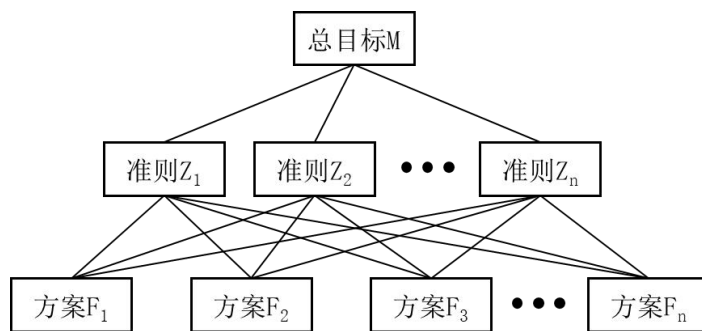 总目标M
准则Z₁ 准则Z₂ ••• 准则Zₙ
方案F₁ 方案F₂ 方案F₃ ••• 方案Fₙ